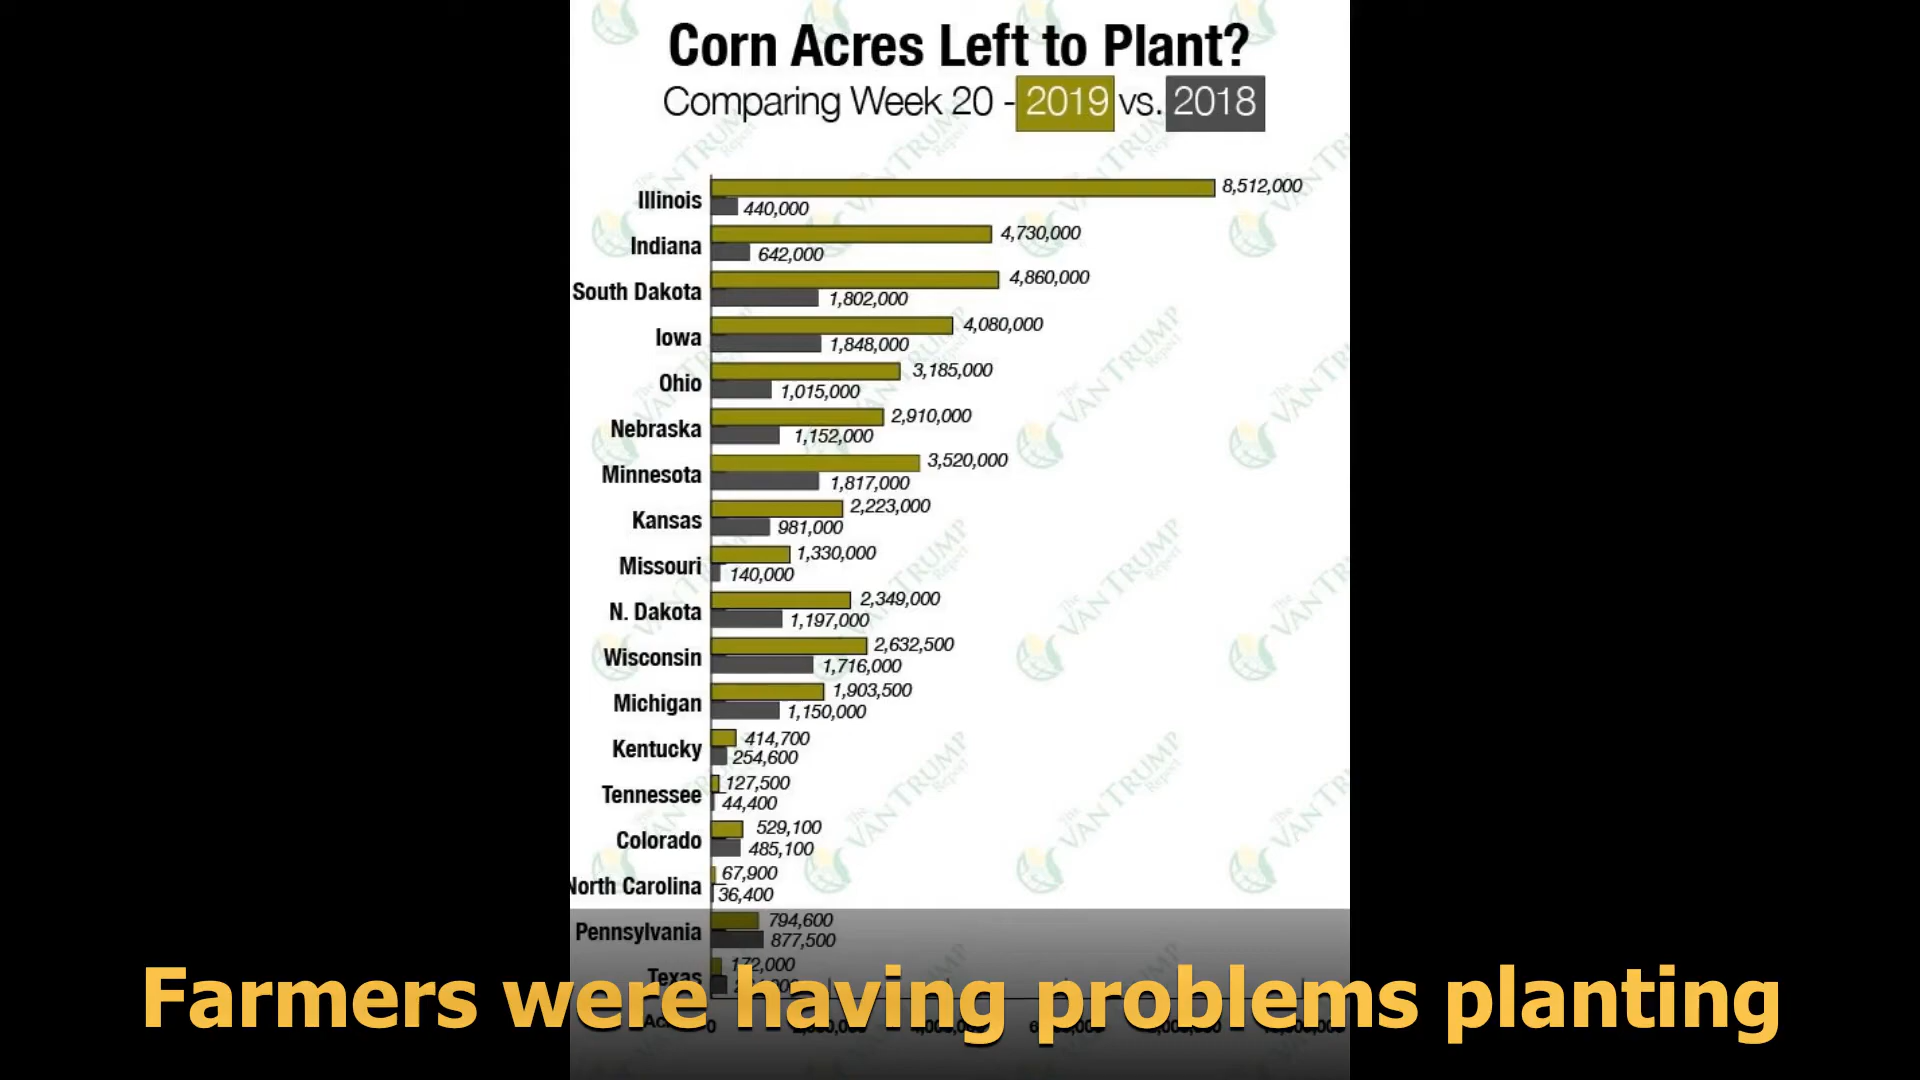 Corn Acres Left to Plant?
Comparing Week 20 - 2019 vs. 2018
Illinois 8,512,000
440,000
Indiana 4,730,000
642,000
South Dakota 4,860,000
1,802,000
Iowa 4,080,000
1,848,000
Ohio 3,185,000
1,015,000
Nebraska 2,910,000
1,152,000
Minnesota 3,520,000
1,817,000
Kansas 2,223,000
981,000
Missouri 1,330,000
140,000
N. Dakota 2,349,000
1,197,000
Wisconsin 2,632,500
1,716,000
Michigan 1,903,500
1,150,000
Kentucky 414,700
254,600
Tennessee 127,500
44,400
Colorado 529,100
485,100
North Carolina 67,900
36,400
Pennsylvania 794,600
877,500
Texas 172,000
Farmers were having problems planting
0
The VanTrump Report